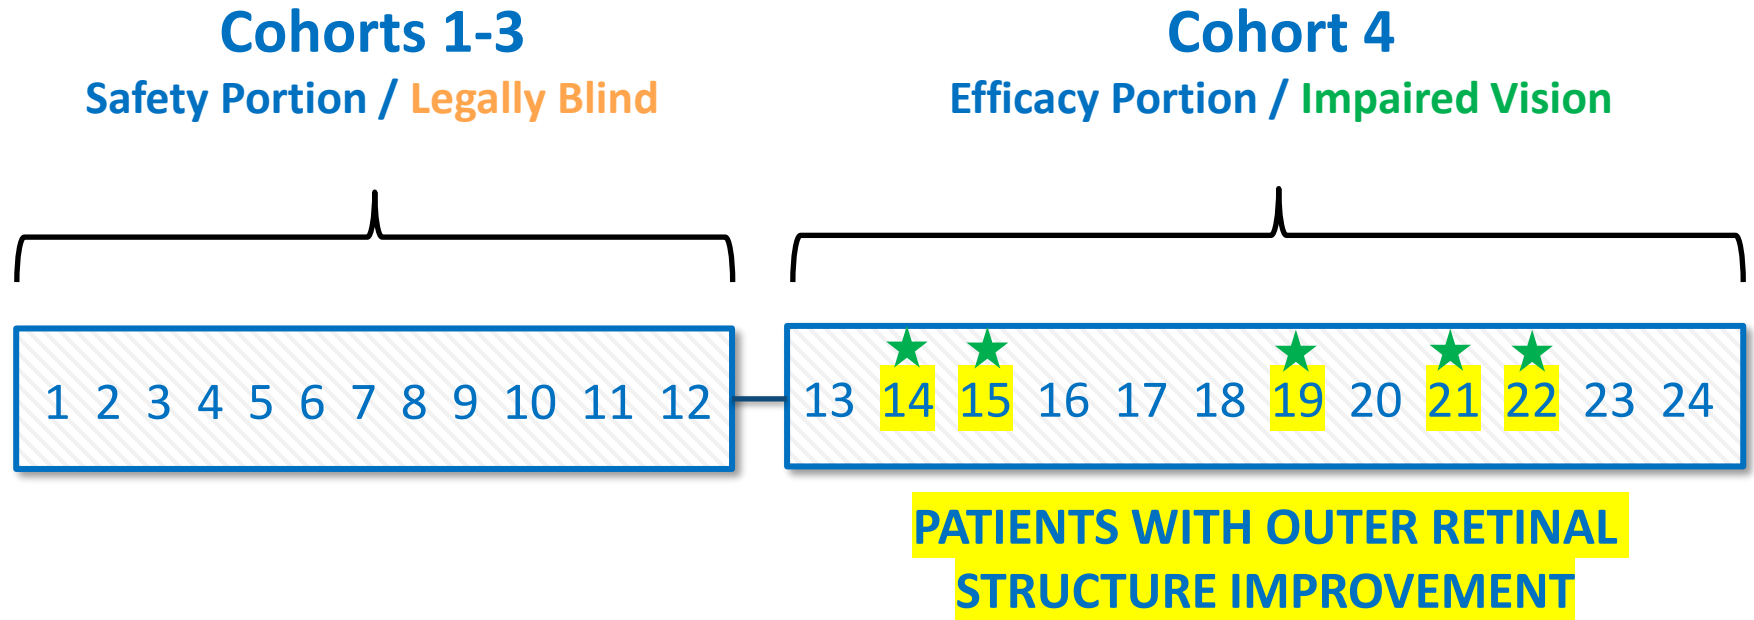 Cohorts 1-3
Safety Portion / Legally Blind
Cohort 4
Efficacy Portion / Impaired Vision
1 2 3 4 5 6 7 8 9 10 11 12
13 14 15 16 17 18 19 20 21 22 23 24
PATIENTS WITH OUTER RETINAL
STRUCTURE IMPROVEMENT